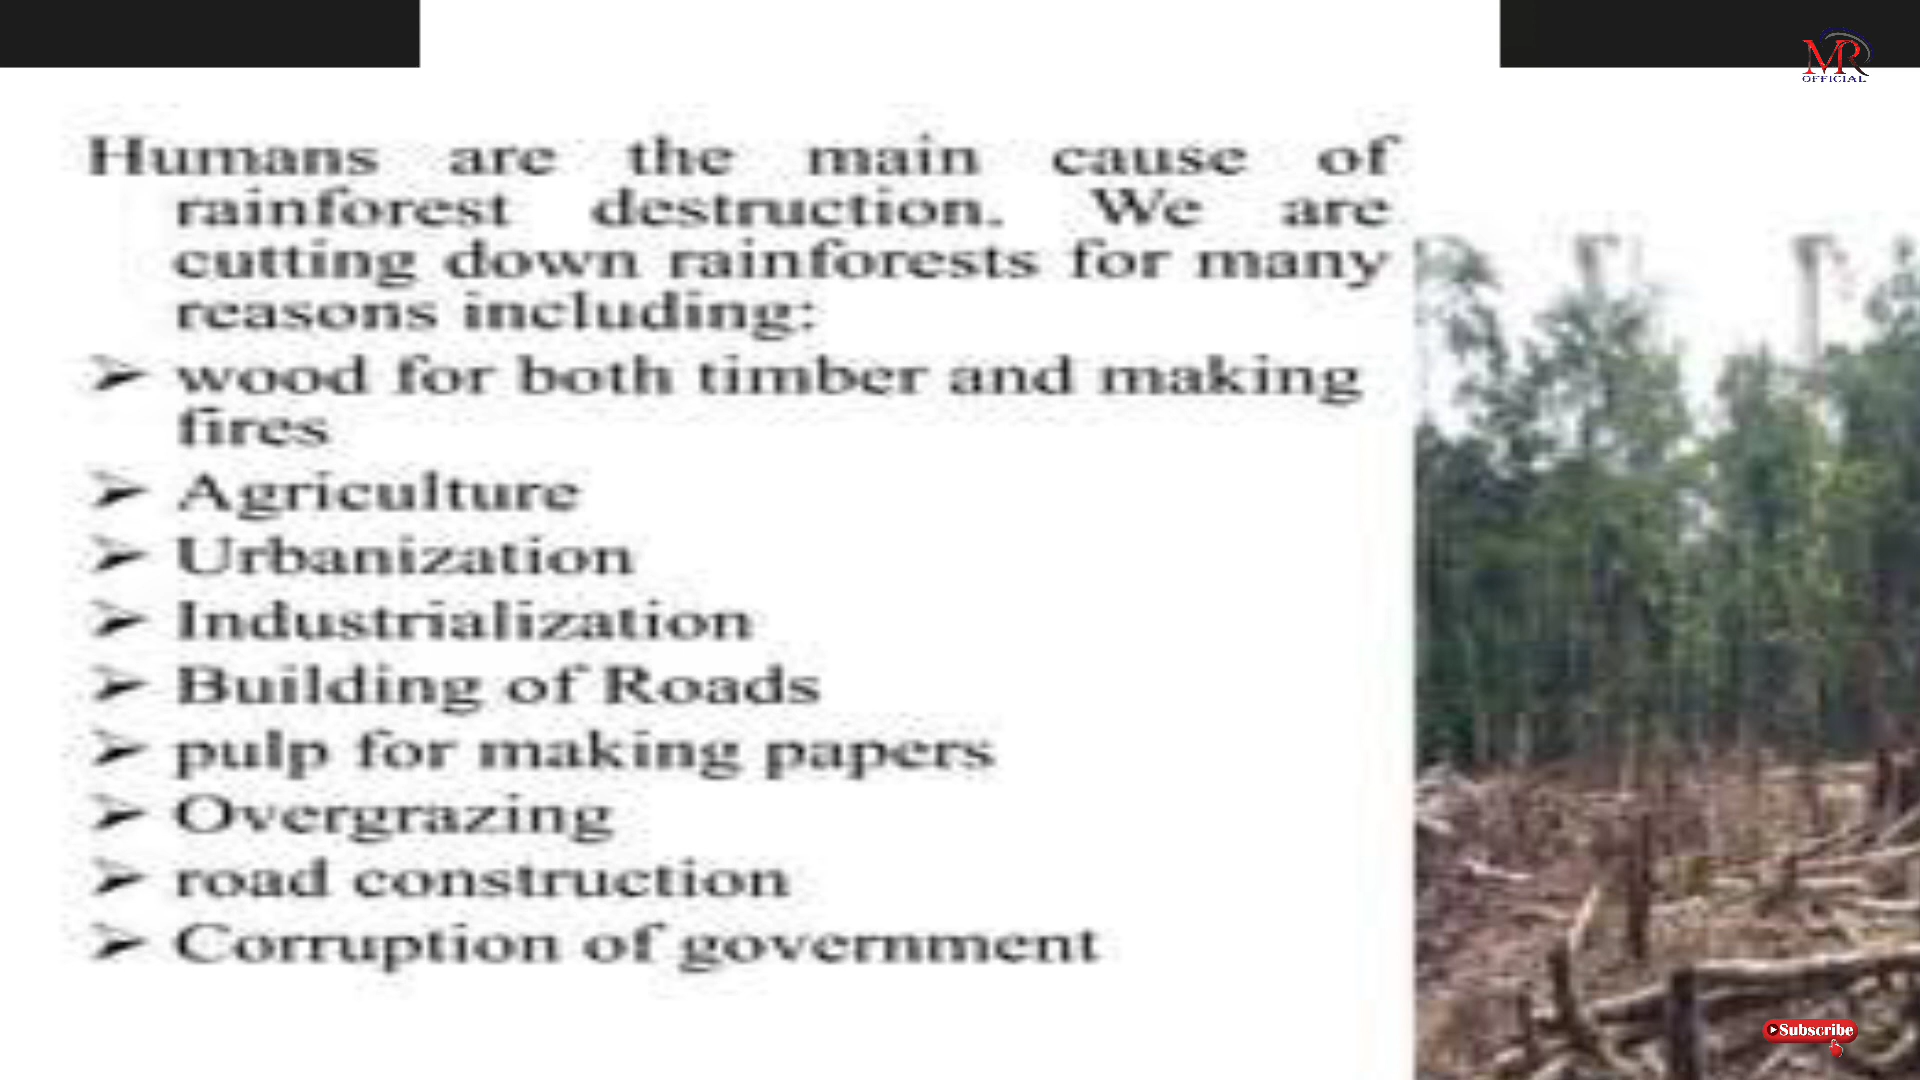 MR
OFFICIAL
Humans are the main cause of
rainforest destruction. We are
cutting down rainforests for many
reasons including:
➢ wood for both timber and making
fires
➢ Agriculture
➢ Urbanization
➢ Industrialization
➢ Building of Roads
➢ pulp for making papers
➢ Overgrazing
➢ road construction
➢ Corruption of government
Subscribe